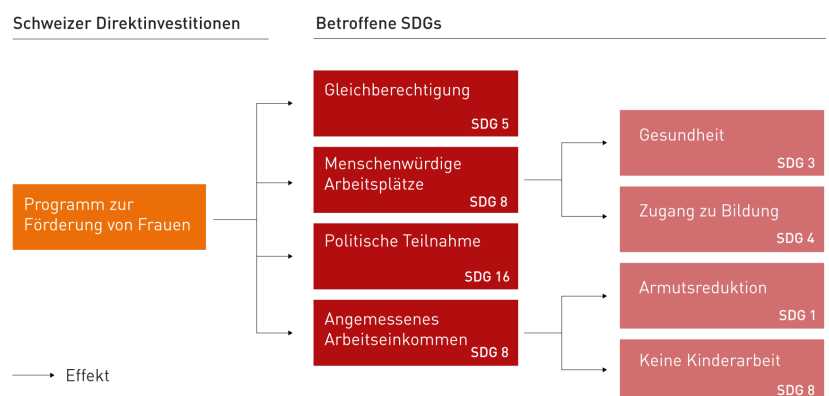 Schweizer Direktinvestitionen
Betroffene SDGs
Programm zur
Förderung von Frauen
Gleichberechtigung
SDG 5
Menschenwürdige
Arbeitsplätze
SDG 8
Politische Teilnahme
SDG 16
Angemessenes
Arbeitseinkommen
SDG 8
Gesundheit
SDG 3
Zugang zu Bildung
SDG 4
Armutsreduktion
SDG 1
Keine Kinderarbeit
SDG 8
Effekt